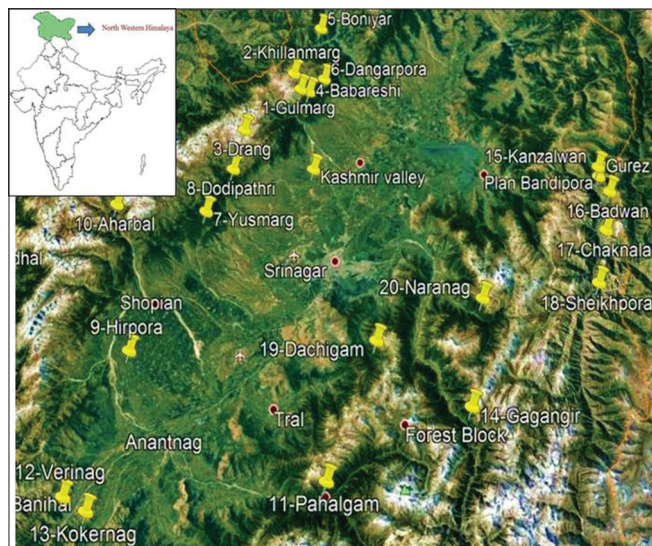 North Western Himalaya
5-Boniyar
2-Khillanmarg
6-Dangarpora
4-Babareshi
1-Gulmarg
3-Drang
Kashmir valley
15-Kanzalwan
Gurez
Plan Bandipora
8-Dodipathri
16-Badwan
10-Aharbal
7-Yusmarg
17-Chaknala
dhal
Srinagar
20-Naranag
18-Sheikhpora
Shopian
9-Hirpora
19-Dachigam
Tral
14-Gagangir
Forest Block
Anantnag
12-Verinag
Banihal
11-Pahalgam
13-Kokernag